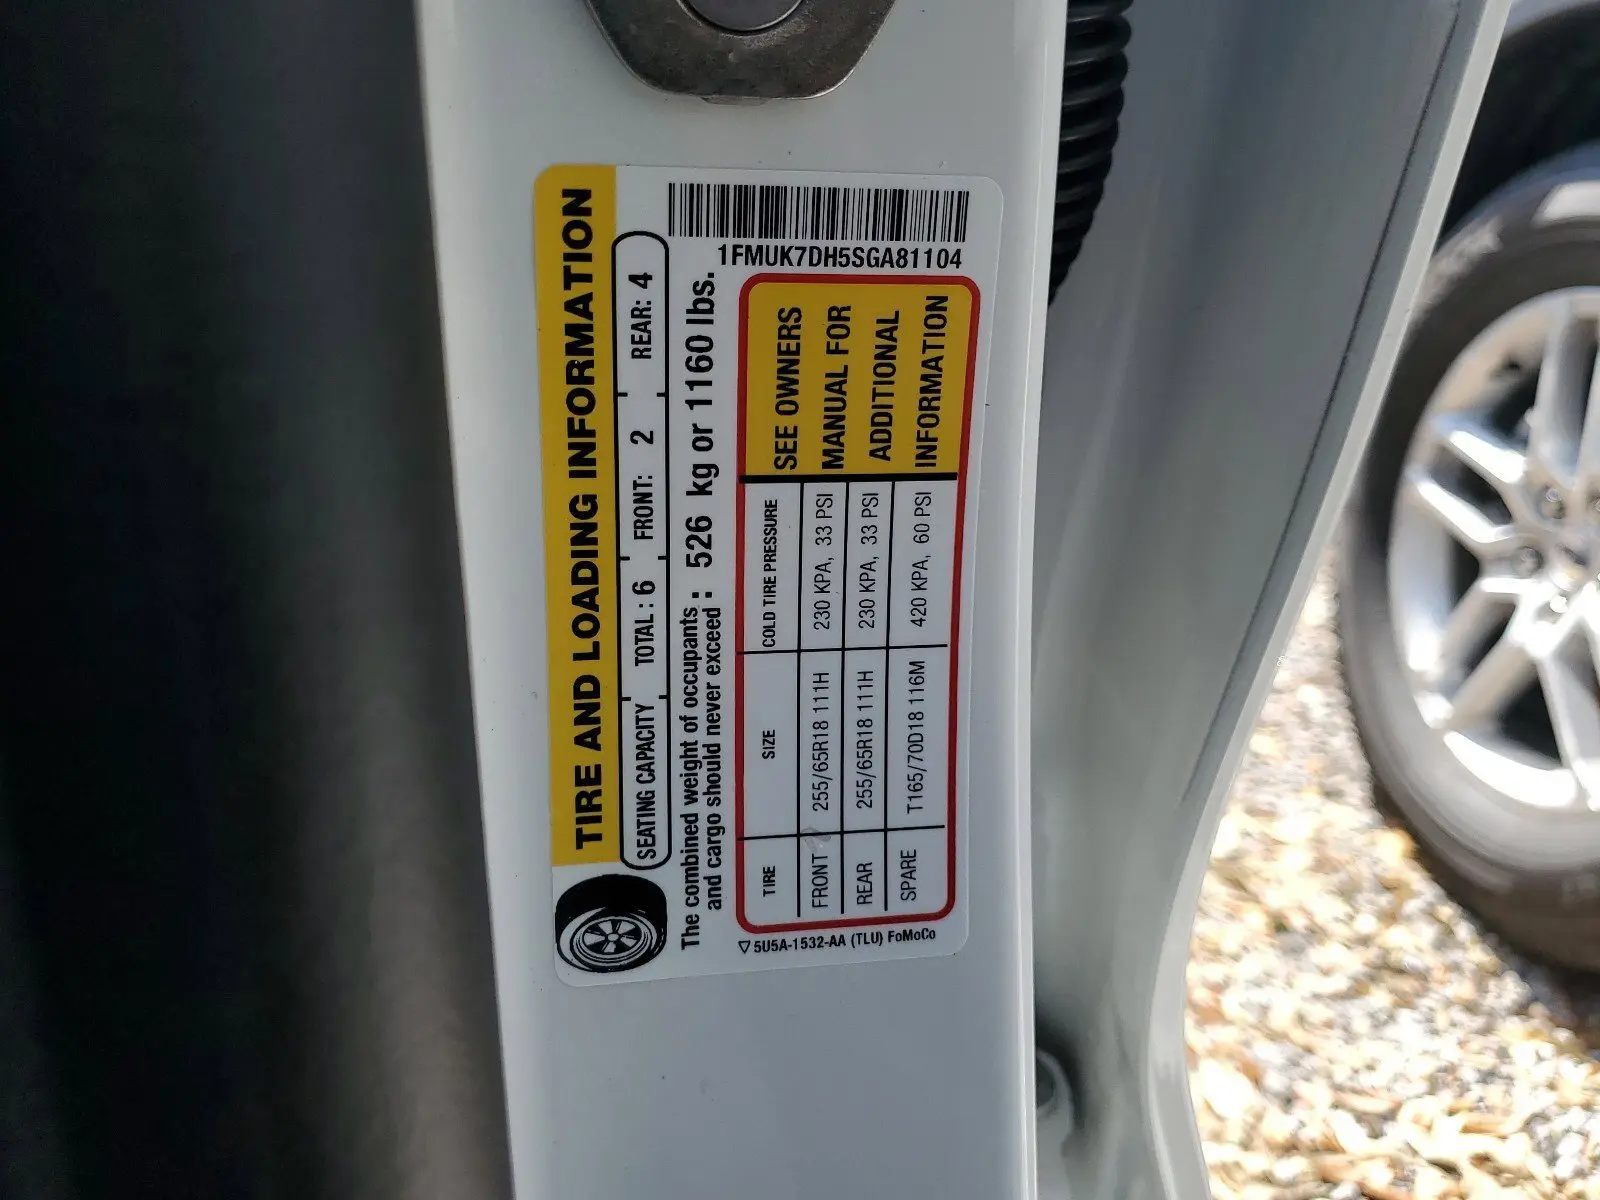 TIRE AND LOADING INFORMATION
SEATING CAPACITY TOTAL : 6 FRONT: 2 REAR: 4
The combined weight of occupants
and cargo should never exceed : 526 kg or 1160 lbs.
1FMUK7DH5SGA81104
TIRE SIZE COLD TIRE PRESSURE
FRONT 255/65R18 111H 230 KPA, 33 PSI
REAR 255/65R18 111H 230 KPA, 33 PSI
SPARE T165/70D18 116M 420 KPA, 60 PSI
SEE OWNERS
MANUAL FOR
ADDITIONAL
INFORMATION
5U5A-1532-AA (TLU) FoMoCo